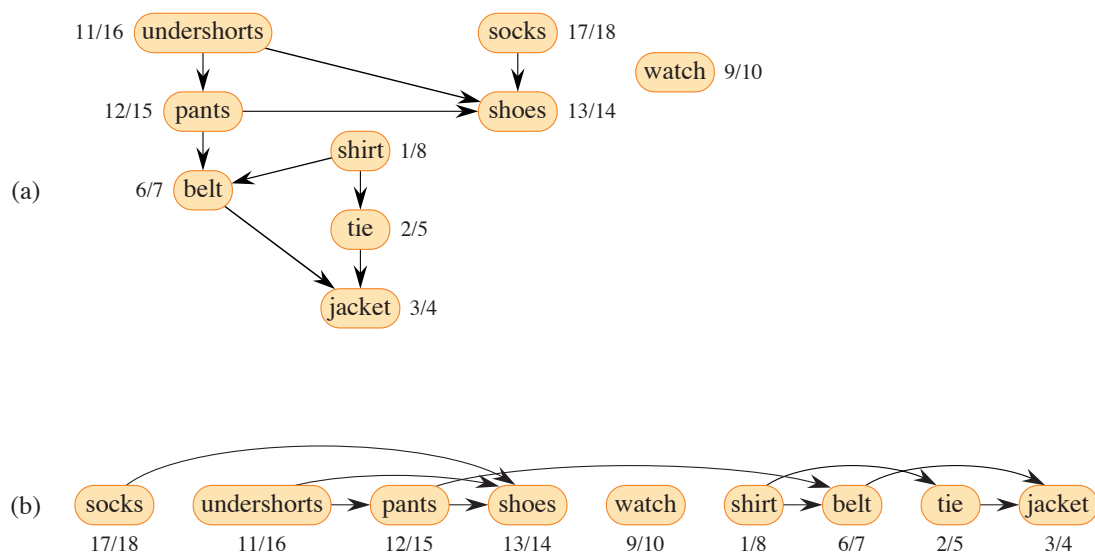 11/16 undershorts socks 17/18
watch 9/10
12/15 pants shoes 13/14
shirt 1/8
(a) 6/7 belt
tie 2/5
jacket 3/4
(b) socks undershorts pants shoes watch shirt belt tie jacket
17/18 11/16 12/15 13/14 9/10 1/8 6/7 2/5 3/4